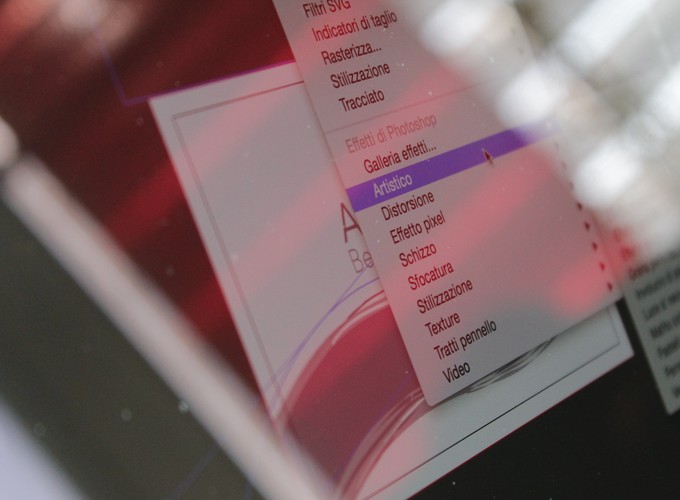 Filtri SVG
Indicatori di taglio
Rasterizza...
Stilizzazione
Tracciato
Effetti di Photoshop
Galleria effetti...
Artistico
Distorsione
Effetto pixel
Schizzo
Sfocatura
Stilizzazione
Texture
Tratti pennello
Video
A
Be